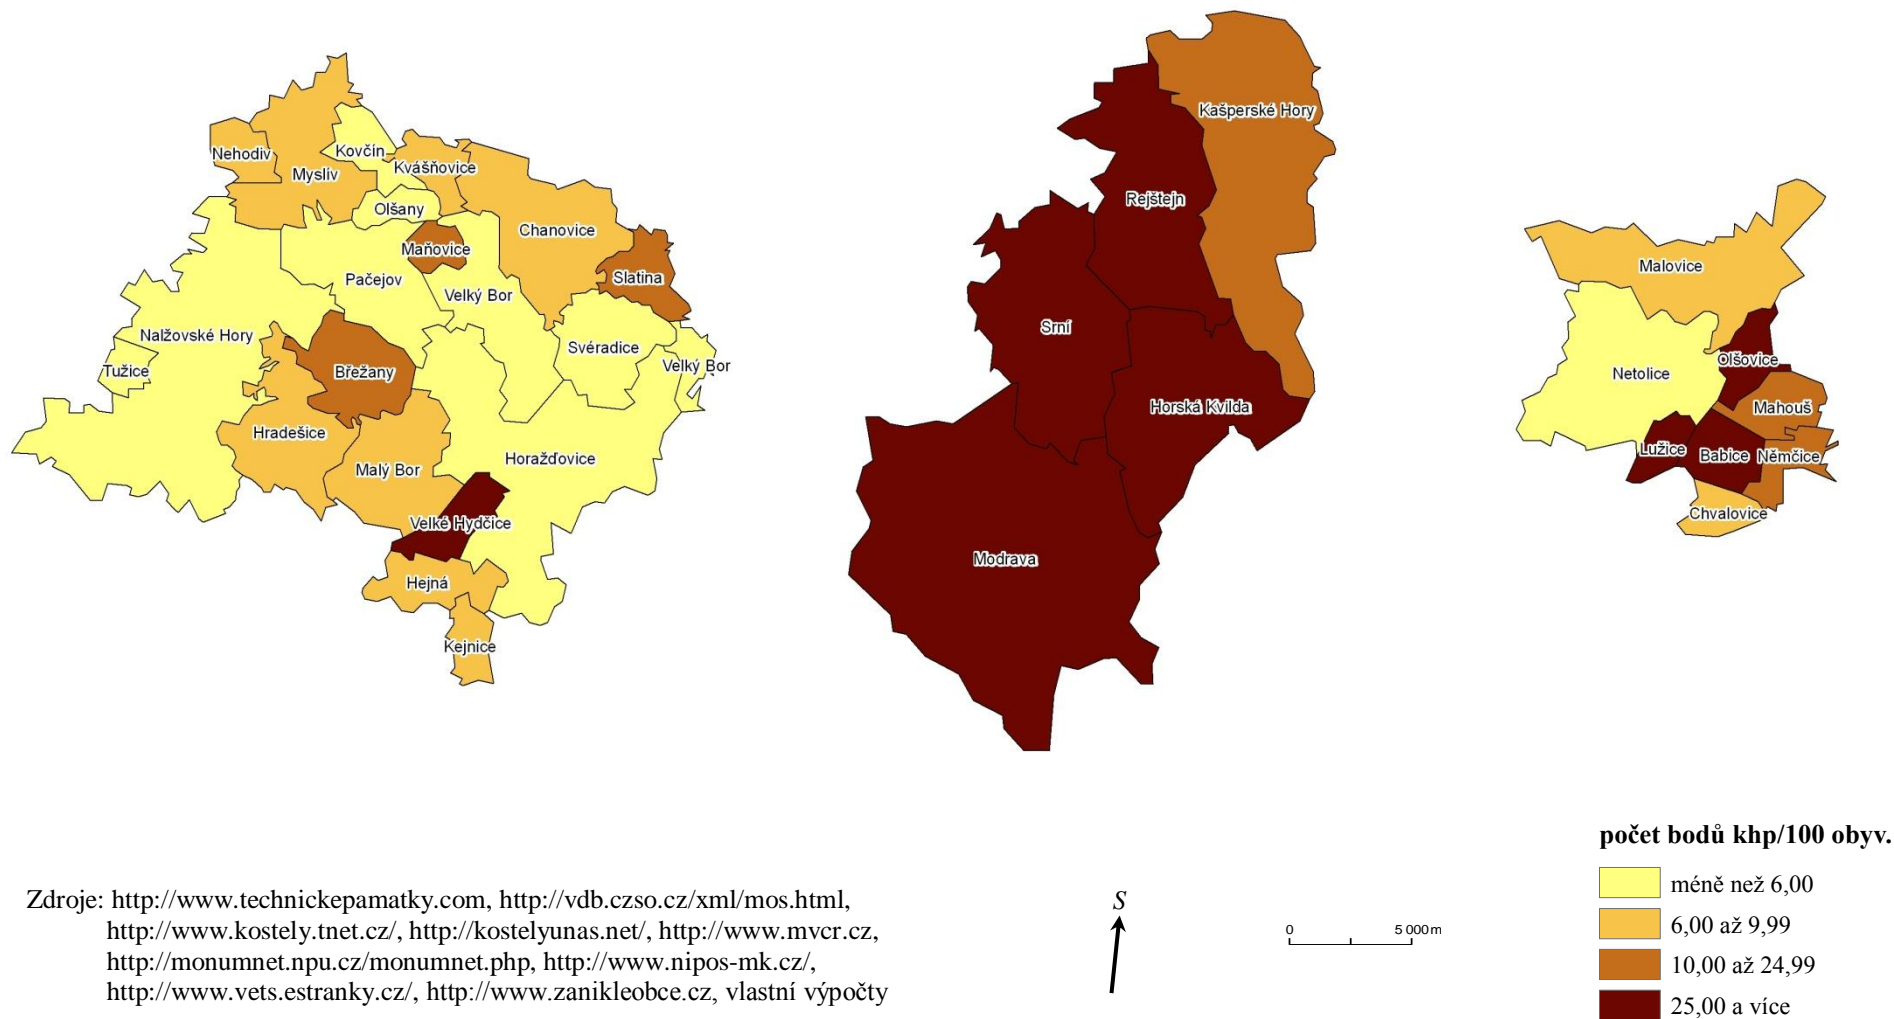 Kašperské Hory
Nehodiv
Kovčín
Kvášňovice
Myslív
Rejštejn
Olšany
Chanovice
Maňovice
Malovice
Pačejov
Slatina
Velký Bor
Srní
Nalžovské Hory
Svéradice
Olšovice
Tužice
Břežany
Velký Bor
Netolice
Horská Kvilda
Mahouš
Hradešice
Lužice
Babice
Němčice
Malý Bor
Horažďovice
Chvalovice
Velké Hydčice
Modrava
Hejná
Kejnice
počet bodů khp/100 obyv.
méně než 6,00
6,00 až 9,99
10,00 až 24,99
25,00 a více
Zdroje: http://www.technickepamatky.com, http://vdb.czso.cz/xml/mos.html,
http://www.kostely.tnet.cz/, http://kostelyunas.net/, http://www.mvcr.cz,
http://monumnet.npu.cz/monumnet.php, http://www.nipos-mk.cz/,
http://www.vets.estranky.cz/, http://www.zanikleobce.cz, vlastní výpočty
S
0 5 000 m